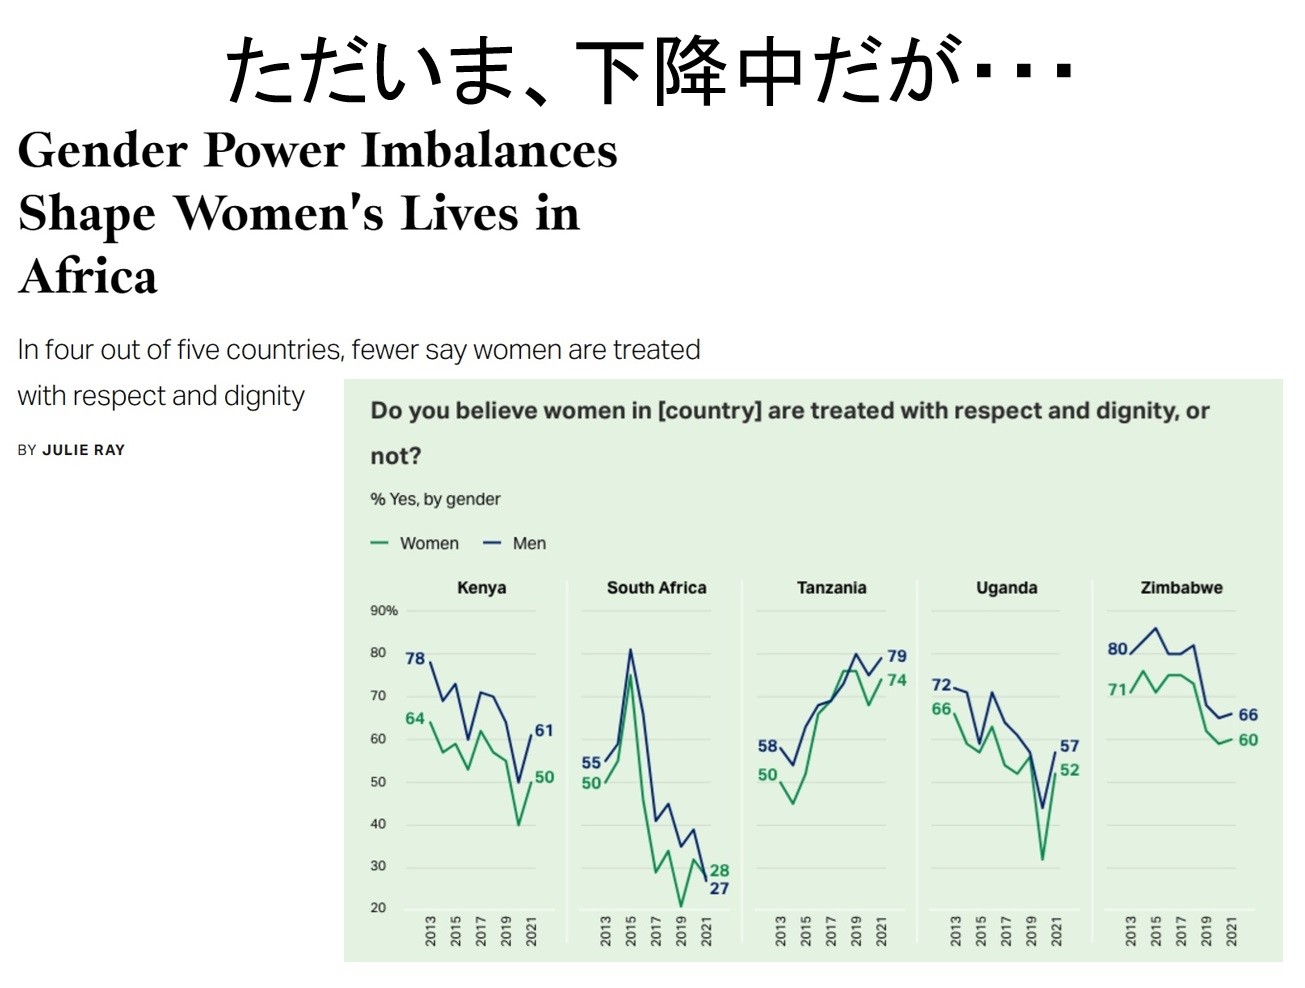 ただいま、下降中だが・・・
Gender Power Imbalances
Shape Women's Lives in
Africa
In four out of five countries, fewer say women are treated
with respect and dignity
BY JULIE RAY
Do you believe women in [country] are treated with respect and dignity, or
not?
% Yes, by gender
Women Men
Kenya South Africa Tanzania Uganda Zimbabwe
90%
80
70
60
50
40
30
20
78
64
61
50
55
50
28
27
58
50
79
74
72
66
57
52
80
71
66
60
2013 2015 2017 2019 2021 2013 2015 2017 2019 2021 2013 2015 2017 2019 2021 2013 2015 2017 2019 2021 2013 2015 2017 2019 2021